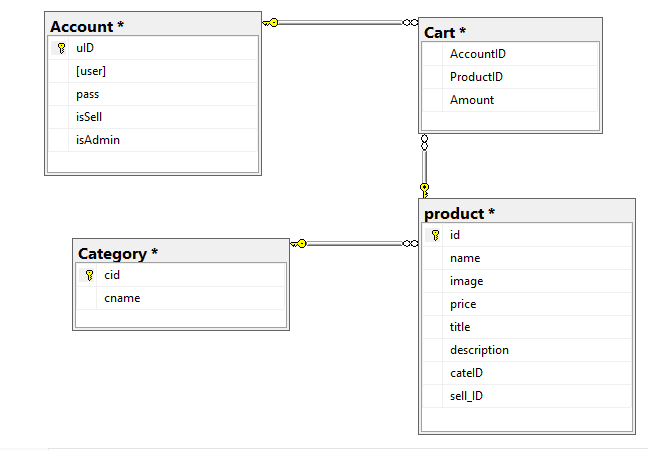 Account *
uID
[user]
pass
isSell
isAdmin
Cart *
AccountID
ProductID
Amount
Category *
cid
cname
product *
id
name
image
price
title
description
cateID
sell_ID